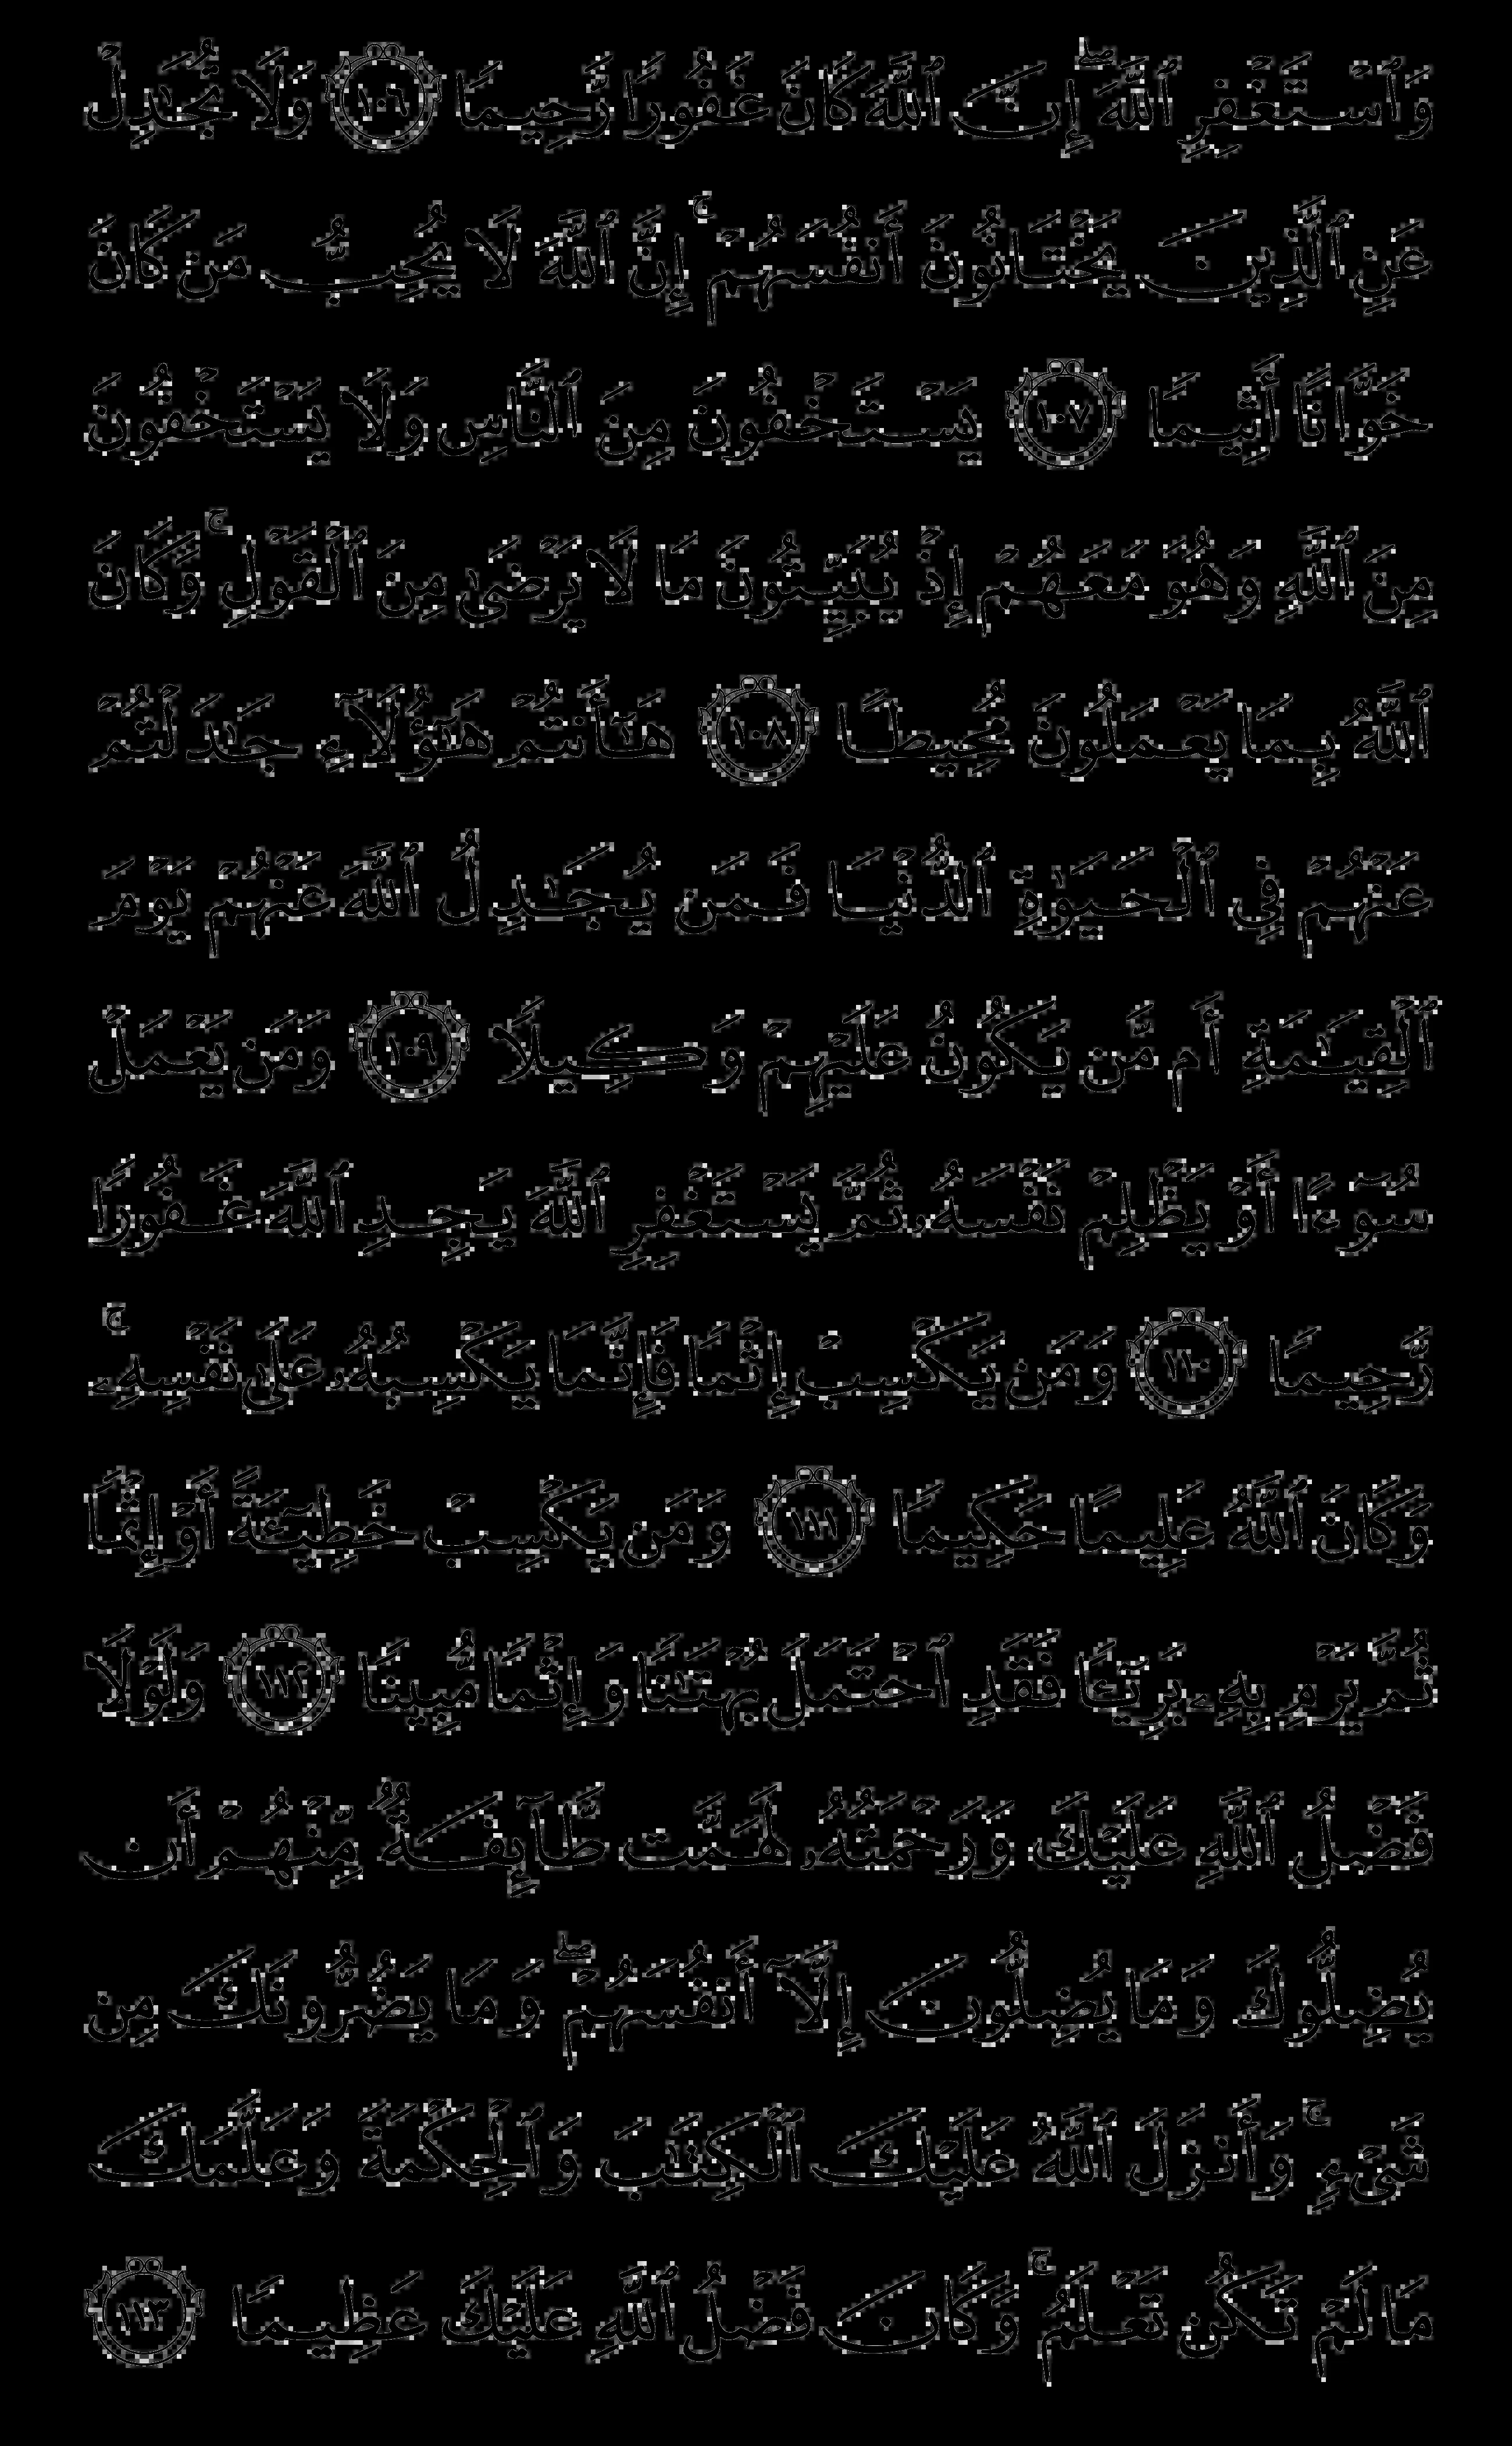 وَٱسْتَغْفِرِ ٱللَّهَ ۖ إِنَّ ٱللَّهَ كَانَ غَفُورًا رَّحِيمًا ١٠٦ وَلَا تُجَٰدِلْ
عَنِ ٱلَّذِينَ يَخْتَانُونَ أَنفُسَهُمْ ۚ إِنَّ ٱللَّهَ لَا يُحِبُّ مَن كَانَ
خَوَّانًا أَثِيمًا ١٠٧ يَسْتَخْفُونَ مِنَ ٱلنَّاسِ وَلَا يَسْتَخْفُونَ
مِنَ ٱللَّهِ وَهُوَ مَعَهُمْ إِذْ يُبَيِّتُونَ مَا لَا يَرْضَىٰ مِنَ ٱلْقَوْلِ ۚ وَكَانَ
ٱللَّهُ بِمَا يَعْمَلُونَ مُحِيطًا ١٠٨ هَٰٓأَنتُمْ هَٰٓؤُلَآءِ جَٰدَلْتُمْ
عَنْهُمْ فِي ٱلْحَيَوٰةِ ٱلدُّنْيَا فَمَن يُجَٰدِلُ ٱللَّهَ عَنْهُمْ يَوْمَ
ٱلْقِيَٰمَةِ أَم مَّن يَكُونُ عَلَيْهِمْ وَكِيلًا ١٠٩ وَمَن يَعْمَلْ
سُوٓءًا أَوْ يَظْلِمْ نَفْسَهُۥ ثُمَّ يَسْتَغْفِرِ ٱللَّهَ يَجِدِ ٱللَّهَ غَفُورًا
رَّحِيمًا ١١٠ وَمَن يَكْسِبْ إِثْمًا فَإِنَّمَا يَكْسِبُهُۥ عَلَىٰ نَفْسِهِۦ ۚ
وَكَانَ ٱللَّهُ عَلِيمًا حَكِيمًا ١١١ وَمَن يَكْسِبْ خَطِيٓـَٔةً أَوْ إِثْمًا
ثُمَّ يَرْمِ بِهِۦ بَرِيٓـًٔا فَقَدِ ٱحْتَمَلَ بُهْتَٰنًا وَإِثْمًا مُّبِينًا ١١٢ وَلَوْلَا
فَضْلُ ٱللَّهِ عَلَيْكَ وَرَحْمَتُهُۥ لَهَمَّت طَّآئِفَةٌ مِّنْهُمْ أَن
يُضِلُّوكَ وَمَا يُضِلُّونَ إِلَّآ أَنفُسَهُمْ ۖ وَمَا يَضُرُّونَكَ مِن
شَىْءٍ ۚ وَأَنزَلَ ٱللَّهُ عَلَيْكَ ٱلْكِتَٰبَ وَٱلْحِكْمَةَ وَعَلَّمَكَ
مَا لَمْ تَكُن تَعْلَمُ ۚ وَكَانَ فَضْلُ ٱللَّهِ عَلَيْكَ عَظِيمًا ١١٣